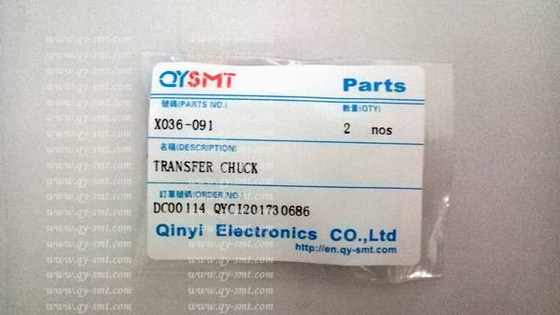 QYSMT Parts
號碼(PARTS NO.) 數量(QTY)
X036-091 2 nos
名稱(DESCRIPTION)
TRANSFER CHUCK
訂單號碼(ORDER NO)
DC00114 QYCI201730686
Qinyi Electronics CO.,Ltd
http://en.qy-smt.com/
www.qy-smt.com